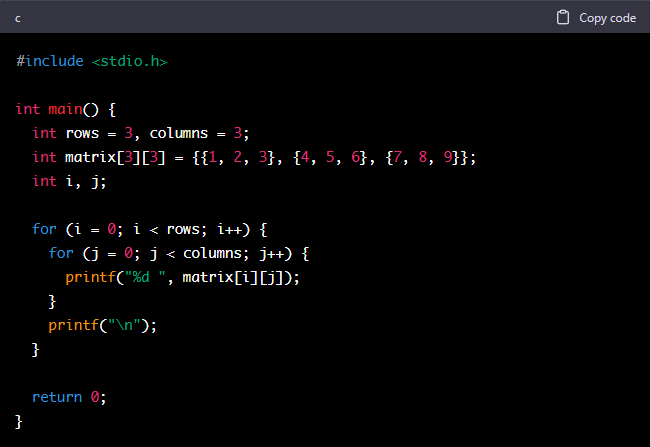 c
Copy code
#include <stdio.h>
int main() {
  int rows = 3, columns = 3;
  int matrix[3][3] = {{1, 2, 3}, {4, 5, 6}, {7, 8, 9}};
  int i, j;
  for (i = 0; i < rows; i++) {
    for (j = 0; j < columns; j++) {
      printf("%d ", matrix[i][j]);
    }
    printf("\n");
  }
  return 0;
}